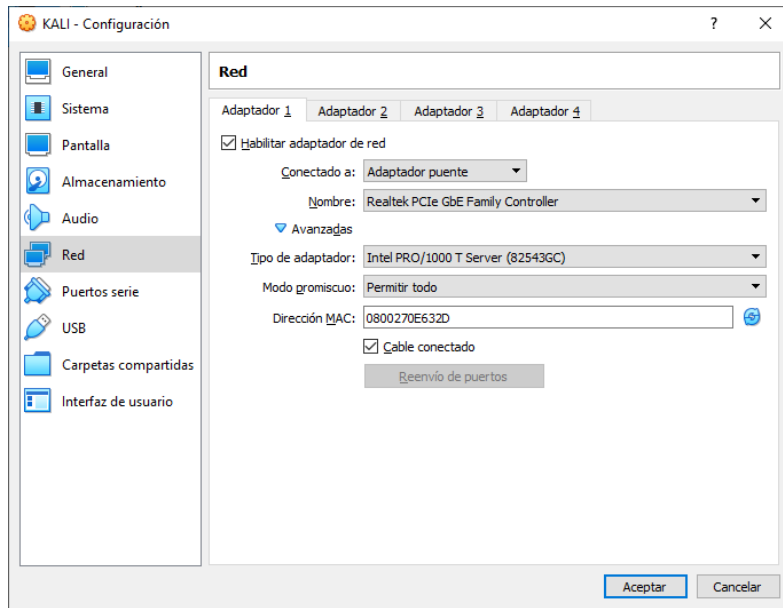 KALI - Configuración
?
General
Sistema
Pantalla
Almacenamiento
Audio
Red
Puertos serie
USB
Carpetas compartidas
Interfaz de usuario
Red
Adaptador 1 Adaptador 2 Adaptador 3 Adaptador 4
Habilitar adaptador de red
Conectado a: Adaptador puente
Nombre: Realtek PCIe GbE Family Controller
Avanzadas
Tipo de adaptador: Intel PRO/1000 T Server (82543GC)
Modo promiscuo: Permitir todo
Dirección MAC: 0800270E632D
Cable conectado
Reenvío de puertos
Aceptar Cancelar